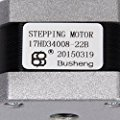 STEPPING MOTOR
17HD34008-22B
20150319
Busheng